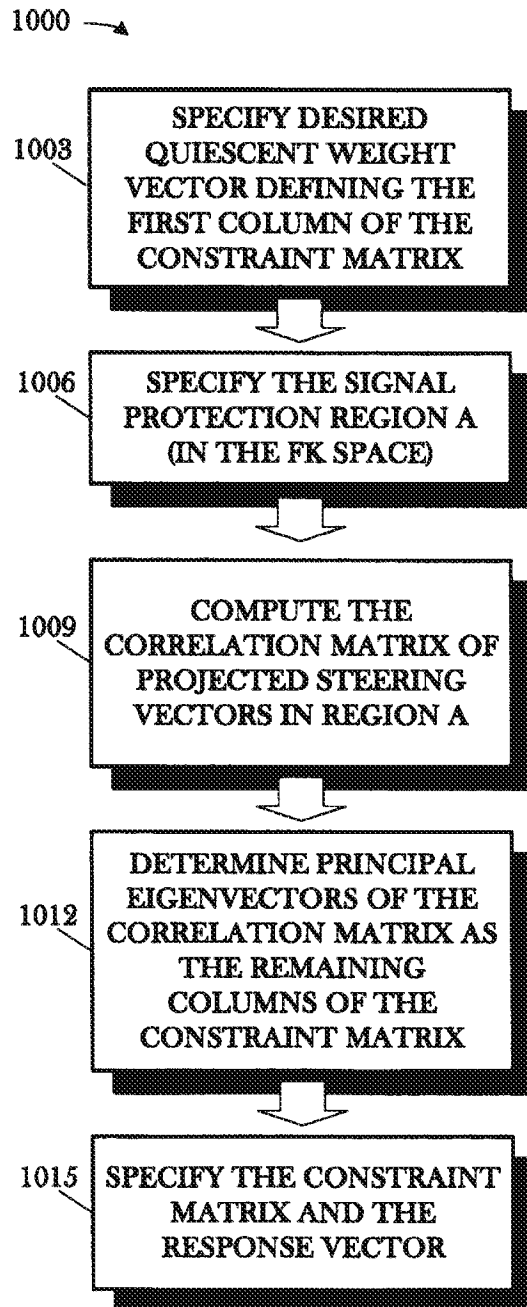 1000
1003
SPECIFY DESIRED
QUIESCENT WEIGHT
VECTOR DEFINING THE
FIRST COLUMN OF THE
CONSTRAINT MATRIX
1006
SPECIFY THE SIGNAL
PROTECTION REGION A
(IN THE FK SPACE)
1009
COMPUTE THE
CORRELATION MATRIX OF
PROJECTED STEERING
VECTORS IN REGION A
1012
DETERMINE PRINCIPAL
EIGENVECTORS OF THE
CORRELATION MATRIX AS
THE REMAINING
COLUMNS OF THE
CONSTRAINT MATRIX
1015
SPECIFY THE CONSTRAINT
MATRIX AND THE
RESPONSE VECTOR